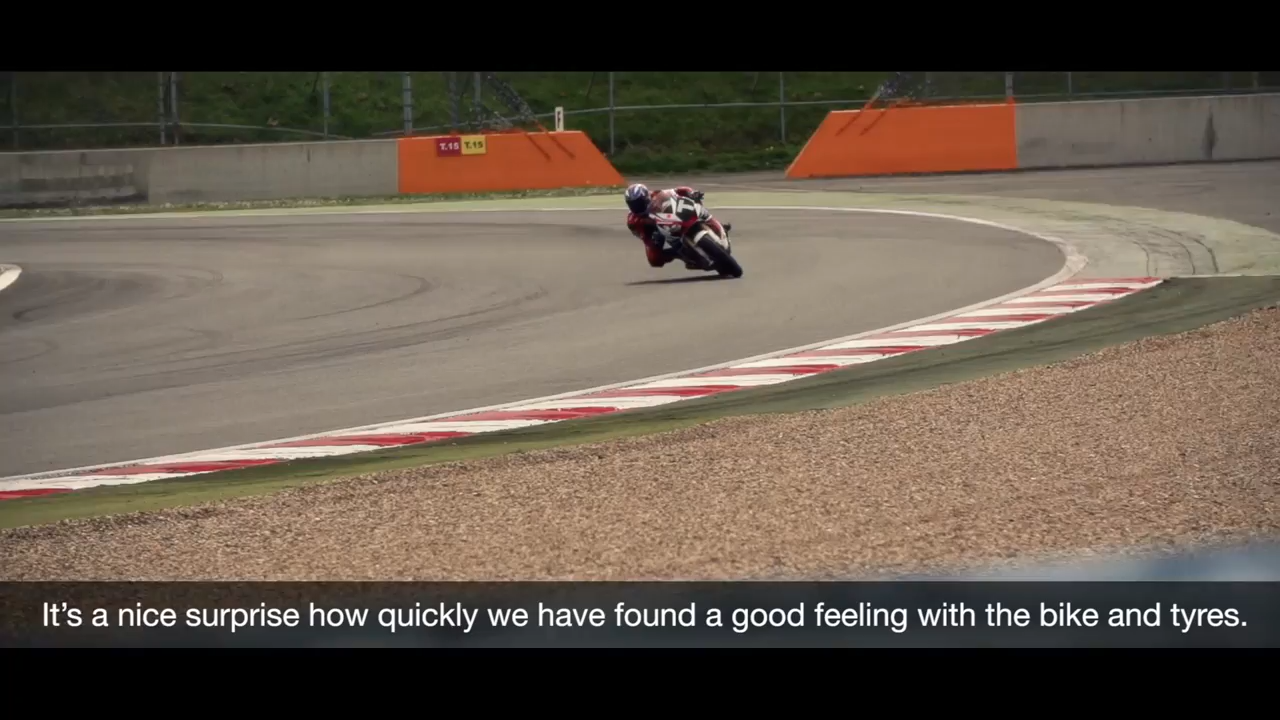 T.15 T.15
It's a nice surprise how quickly we have found a good feeling with the bike and tyres.